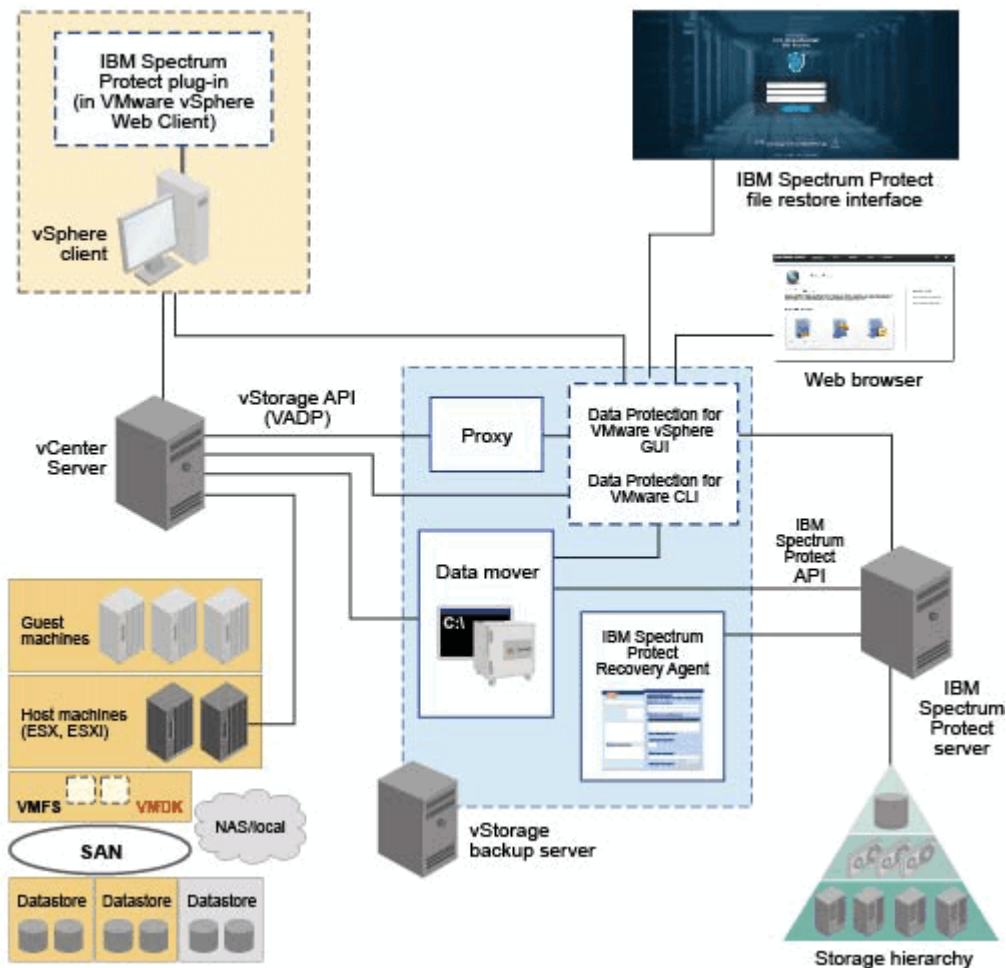 IBM Spectrum
Protect plug-in
(in VMware vSphere
Web Client)
vSphere
client
IBM Spectrum Protect
file restore interface
Web browser
vStorage API
(VADP)
vCenter
Server
Proxy
Data Protection for
VMware vSphere
GUI
Data Protection for
VMware CLI
Data mover
C:\
IBM
Spectrum
Protect
API
IBM Spectrum
Protect
Recovery Agent
IBM
Spectrum
Protect
server
Guest
machines
Host machines
(ESX, ESXI)
VMFS
VMDK
NAS/local
SAN
Datastore
Datastore
Datastore
vStorage
backup server
Storage hierarchy